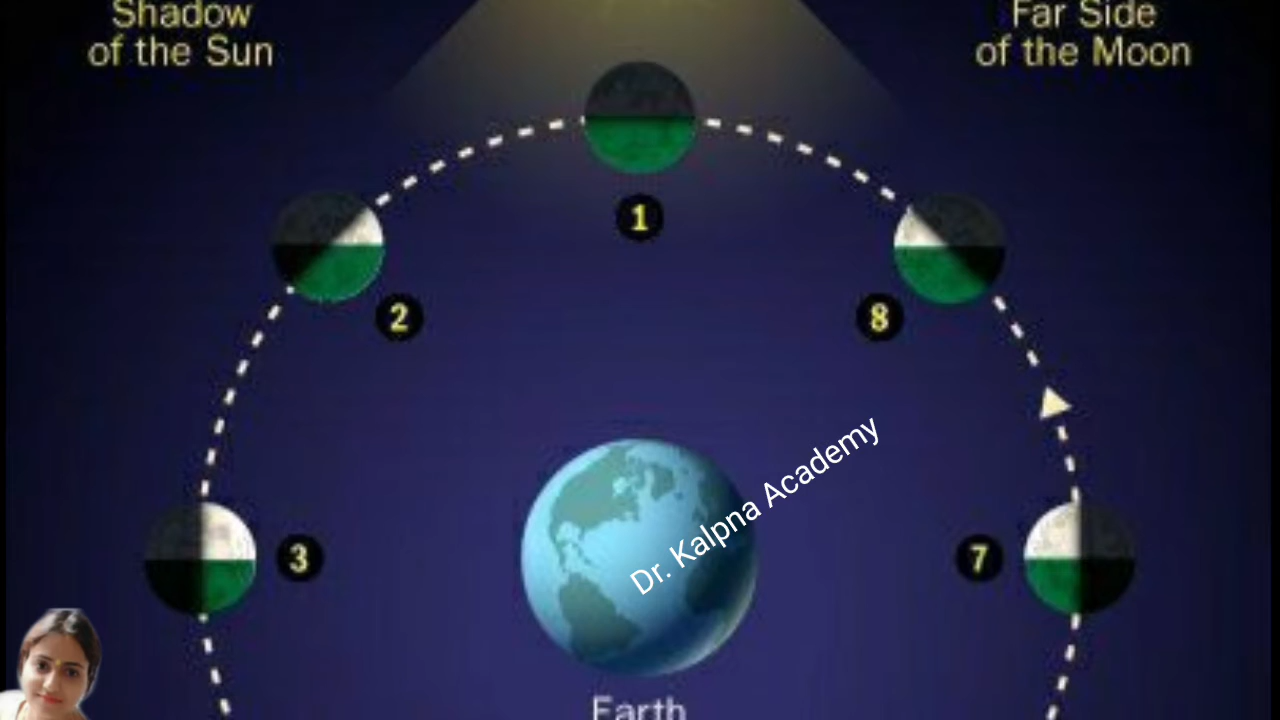 Shadow
of the Sun
Far Side
of the Moon
1
2
8
3
7
Dr. Kalpna Academy
Earth